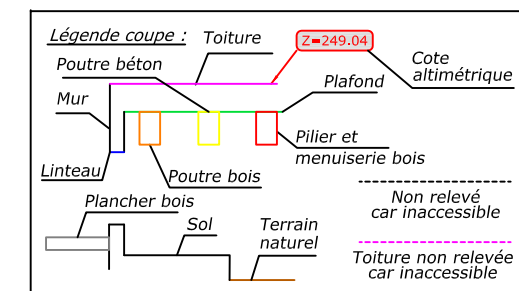 Légende coupe :
Toiture
Z=249.04
Poutre béton
Cote
altimétrique
Plafond
Mur
Pilier et
menuiserie bois
Linteau
Poutre bois
Plancher bois
Non relevé
car inaccessible
Sol
Terrain
naturel
Toiture non relevée
car inaccessible